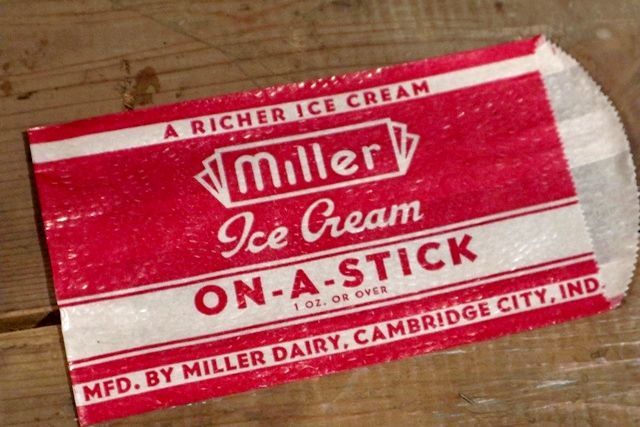 A RICHER ICE CREAM
Miller
Ice Cream
ON-A-STICK
1 OZ. OR OVER
MFD. BY MILLER DAIRY, CAMBRIDGE CITY, IND.